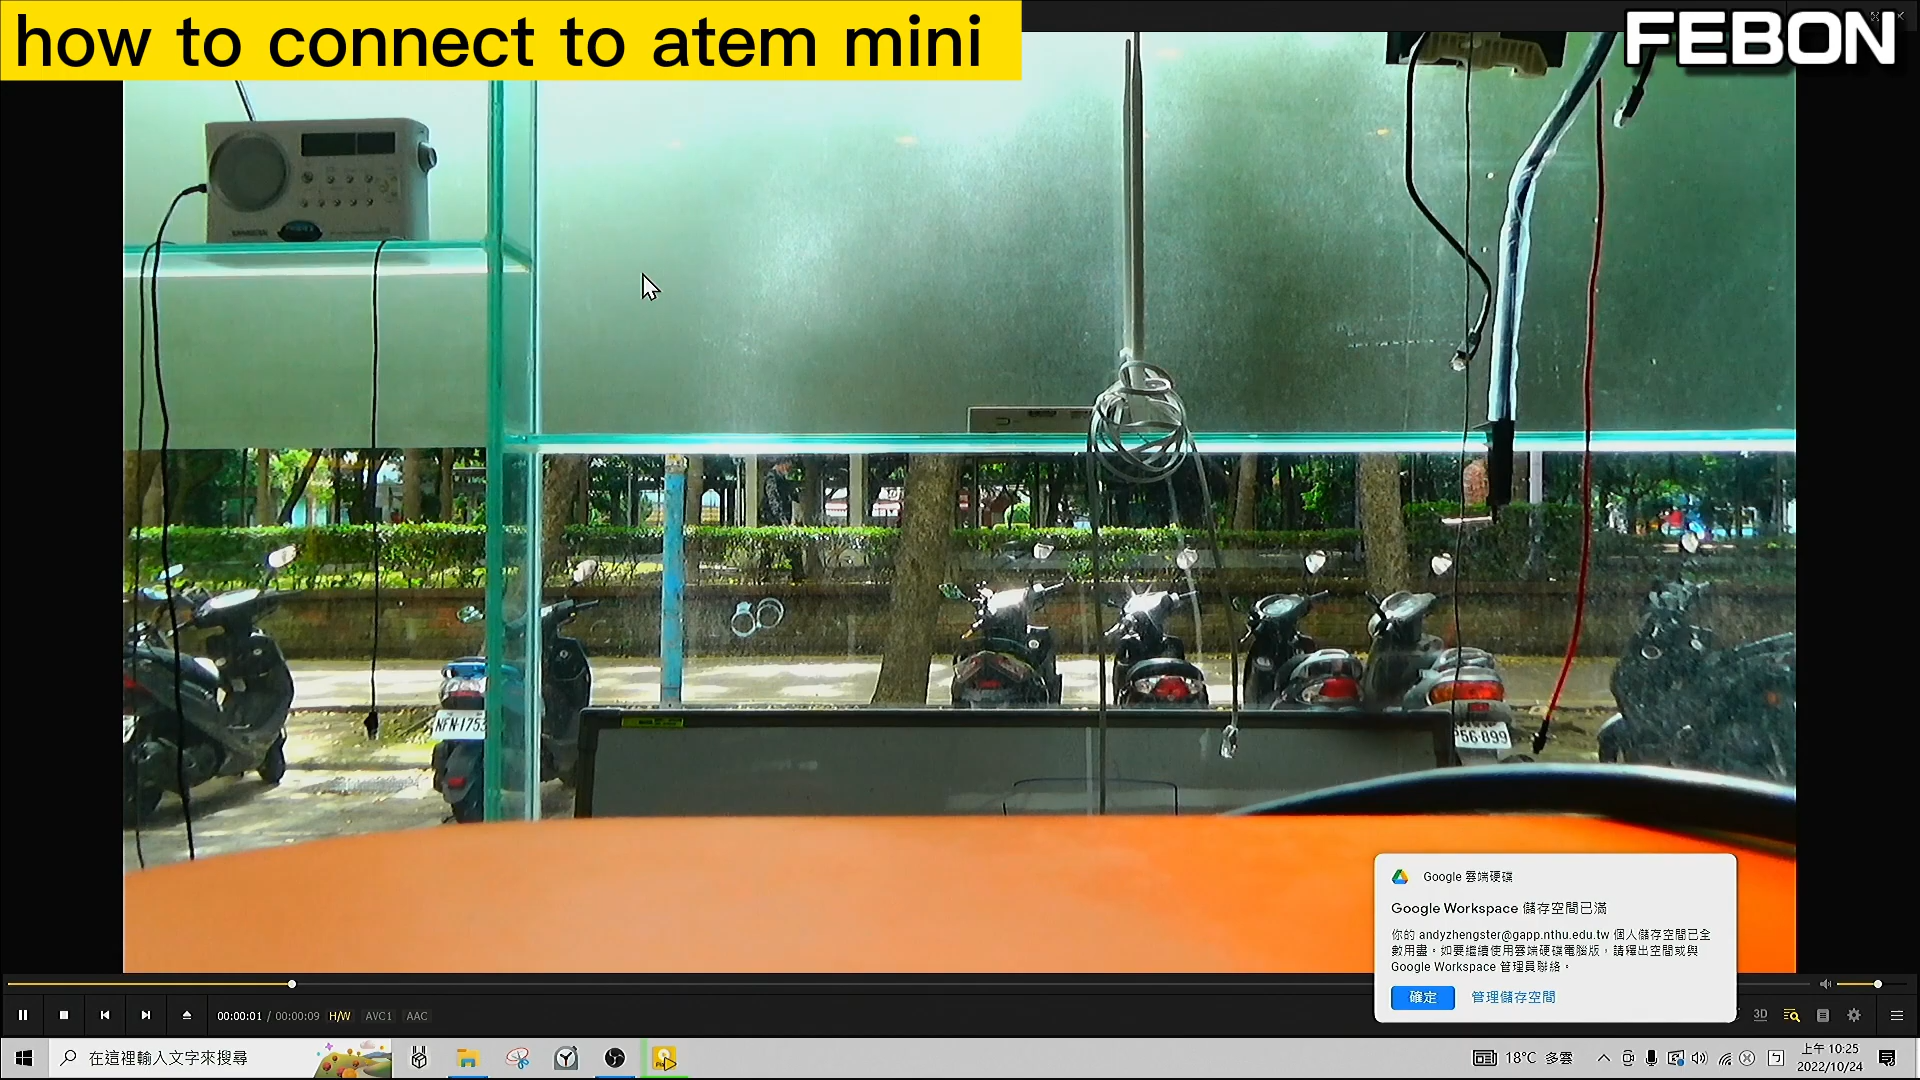 how to connect to atem mini
FEBON
NFN-1753
P56-899
Google 雲端硬碟
Google Workspace 儲存空間已滿
你的 andyzhengster@gapp.nthu.edu.tw 個人儲存空間已全
數用盡。如要繼續使用雲端硬碟電腦版，請釋出空間或與
Google Workspace 管理員聯絡。
確定
管理儲存空間
00:00:01 / 00:00:09 H/W AVC1 AAC
3D
在這裡輸入文字來搜尋
18°C 多雲
上午 10:25
2022/10/24